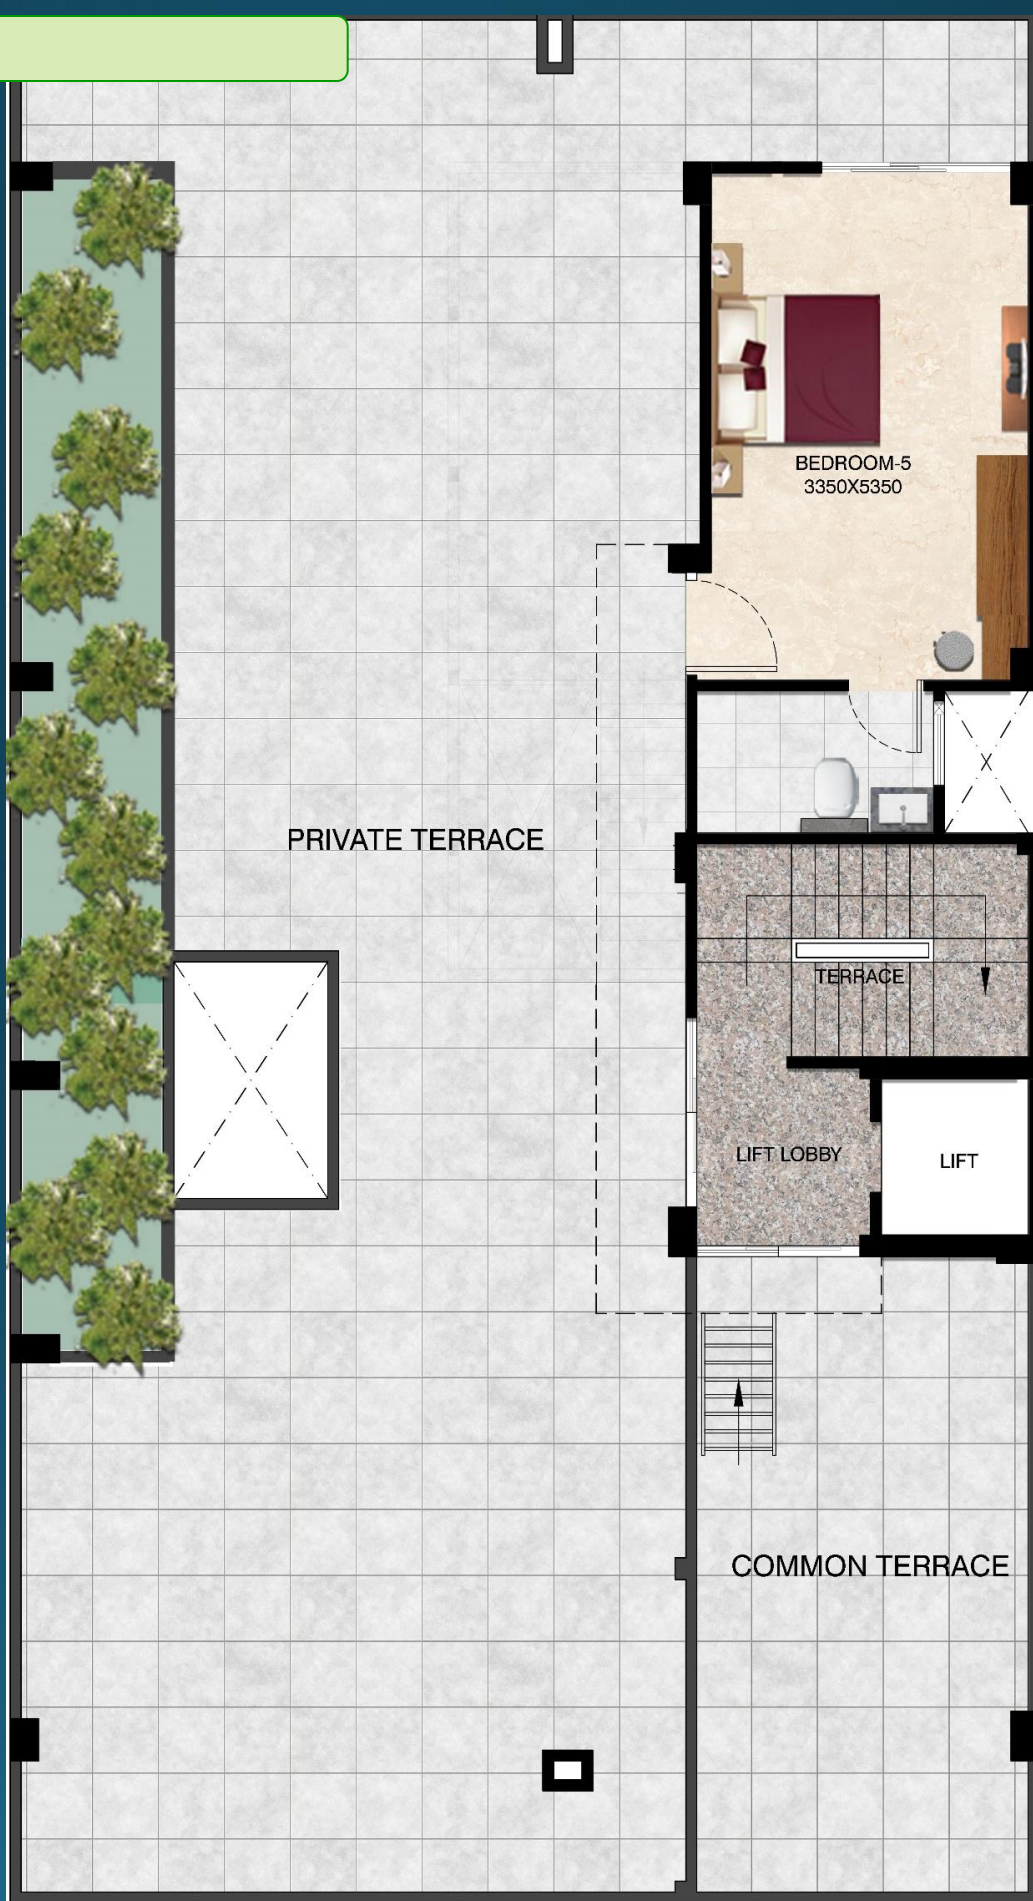 BEDROOM-5
3350X5350
PRIVATE TERRACE
TERRACE
LIFT LOBBY
LIFT
COMMON TERRACE